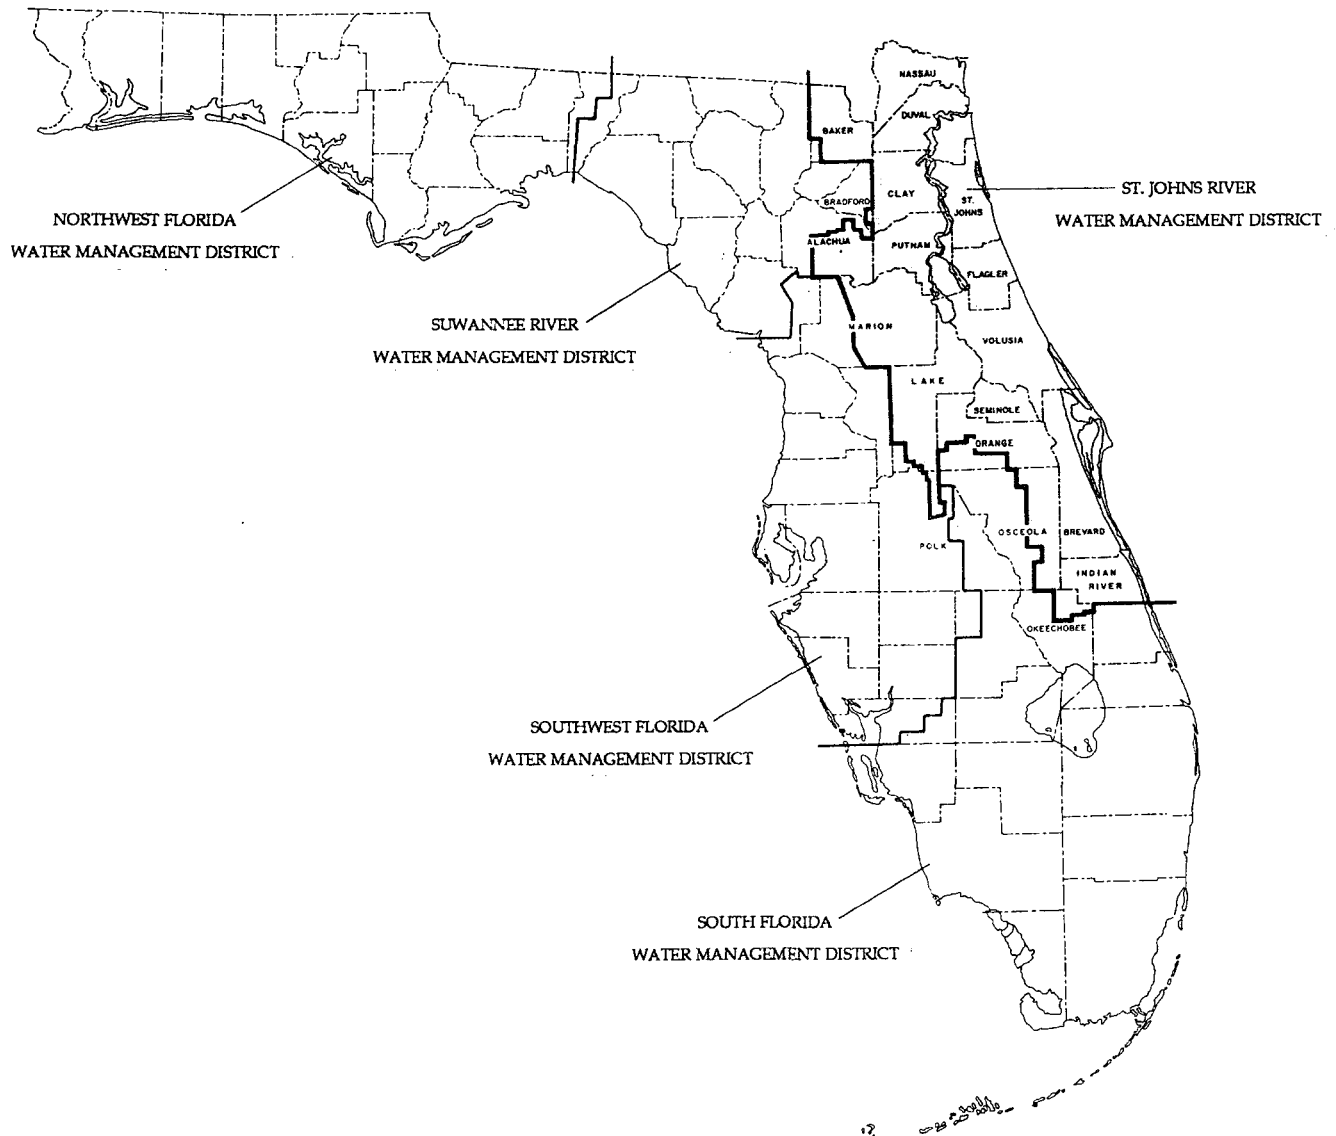 NASSAU
DUVAL
BAKER
CLAY
BRADFORD
ST.
JOHNS
ST. JOHNS RIVER
WATER MANAGEMENT DISTRICT
NORTHWEST FLORIDA
WATER MANAGEMENT DISTRICT
ALACHUA
PUTNAM
FLAGLER
SUWANNEE RIVER
WATER MANAGEMENT DISTRICT
MARION
VOLUSIA
LAKE
SEMINOLE
ORANGE
OSCEOLA
BREVARD
POLK
INDIAN
RIVER
OKEECHOBEE
SOUTHWEST FLORIDA
WATER MANAGEMENT DISTRICT
SOUTH FLORIDA
WATER MANAGEMENT DISTRICT